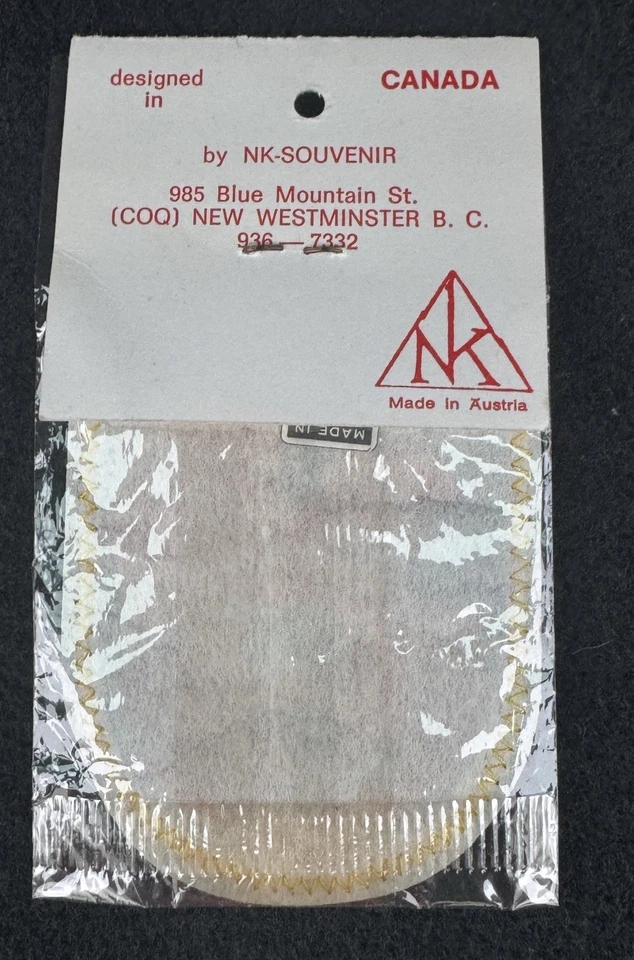 designed CANADA
in
by NK-SOUVENIR
985 Blue Mountain St.
(COQ) NEW WESTMINSTER B. C.
936 — 7332
NK
Made in Austria
MADE IN